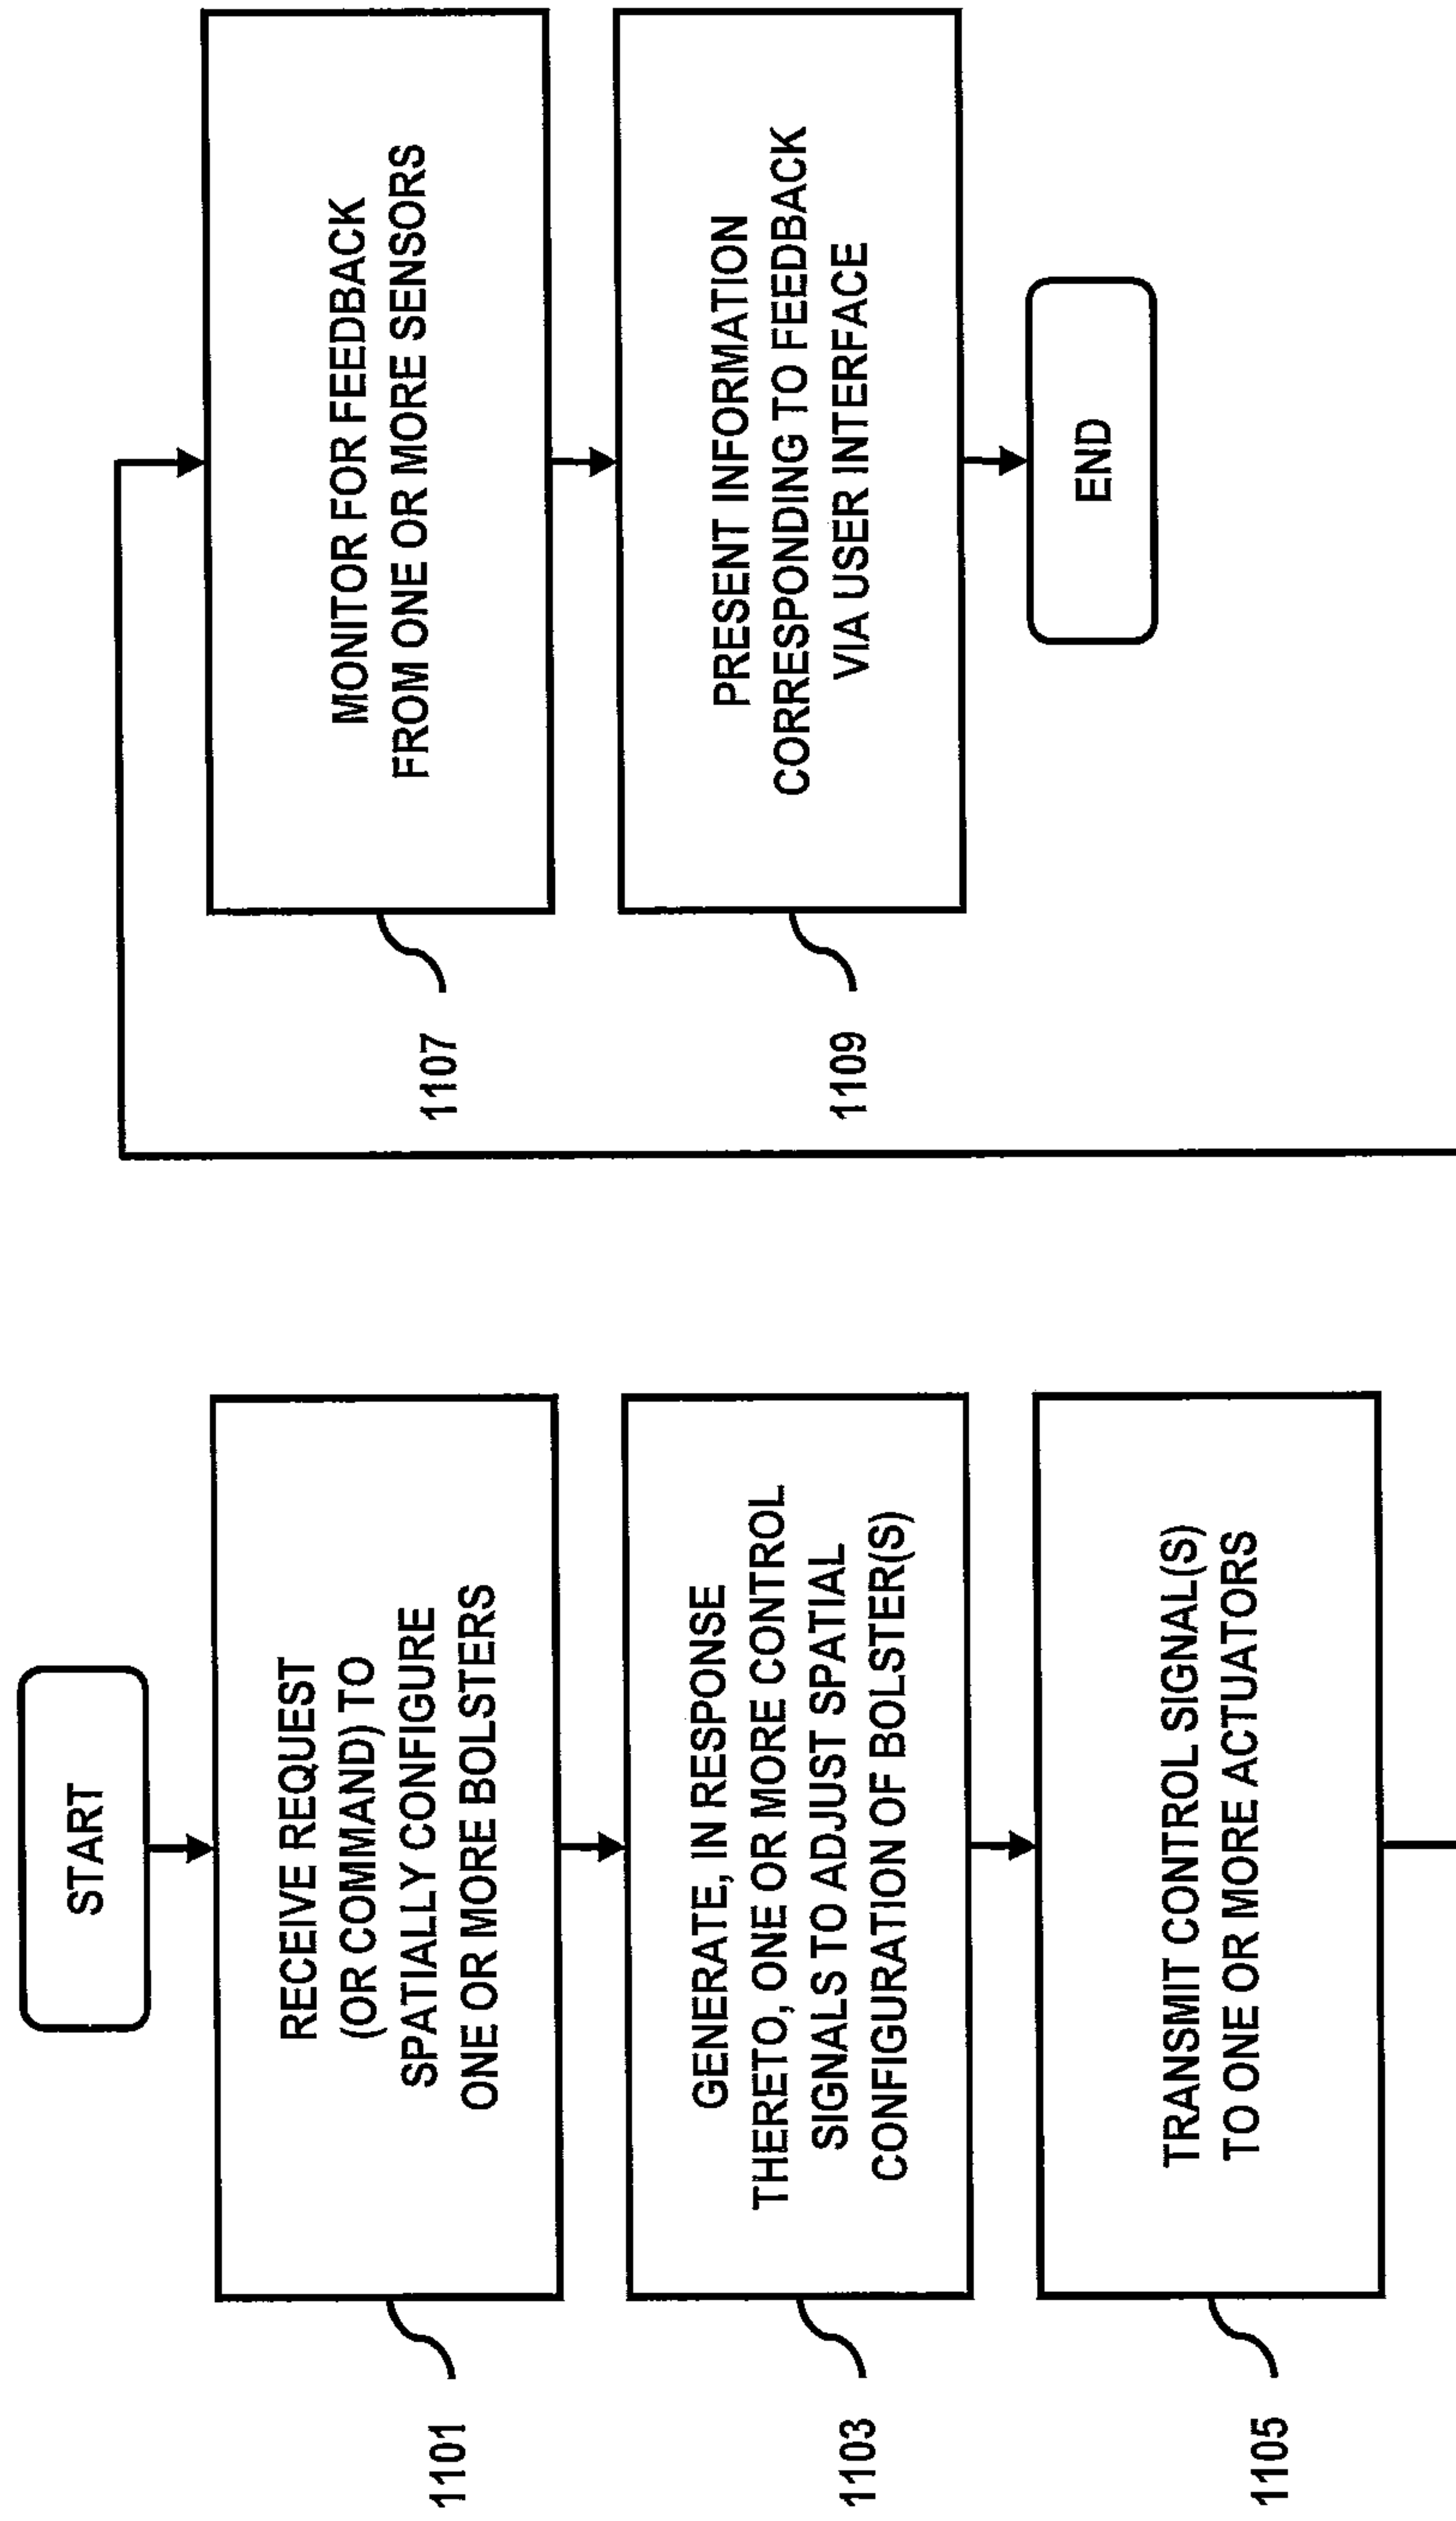 START
1101
RECEIVE REQUEST
(OR COMMAND) TO
SPATIALLY CONFIGURE
ONE OR MORE BOLSTERS
1103
GENERATE, IN RESPONSE
THERETO, ONE OR MORE CONTROL
SIGNALS TO ADJUST SPATIAL
CONFIGURATION OF BOLSTER(S)
1105
TRANSMIT CONTROL SIGNAL(S)
TO ONE OR MORE ACTUATORS
1107
MONITOR FOR FEEDBACK
FROM ONE OR MORE SENSORS
1109
PRESENT INFORMATION
CORRESPONDING TO FEEDBACK
VIA USER INTERFACE
END